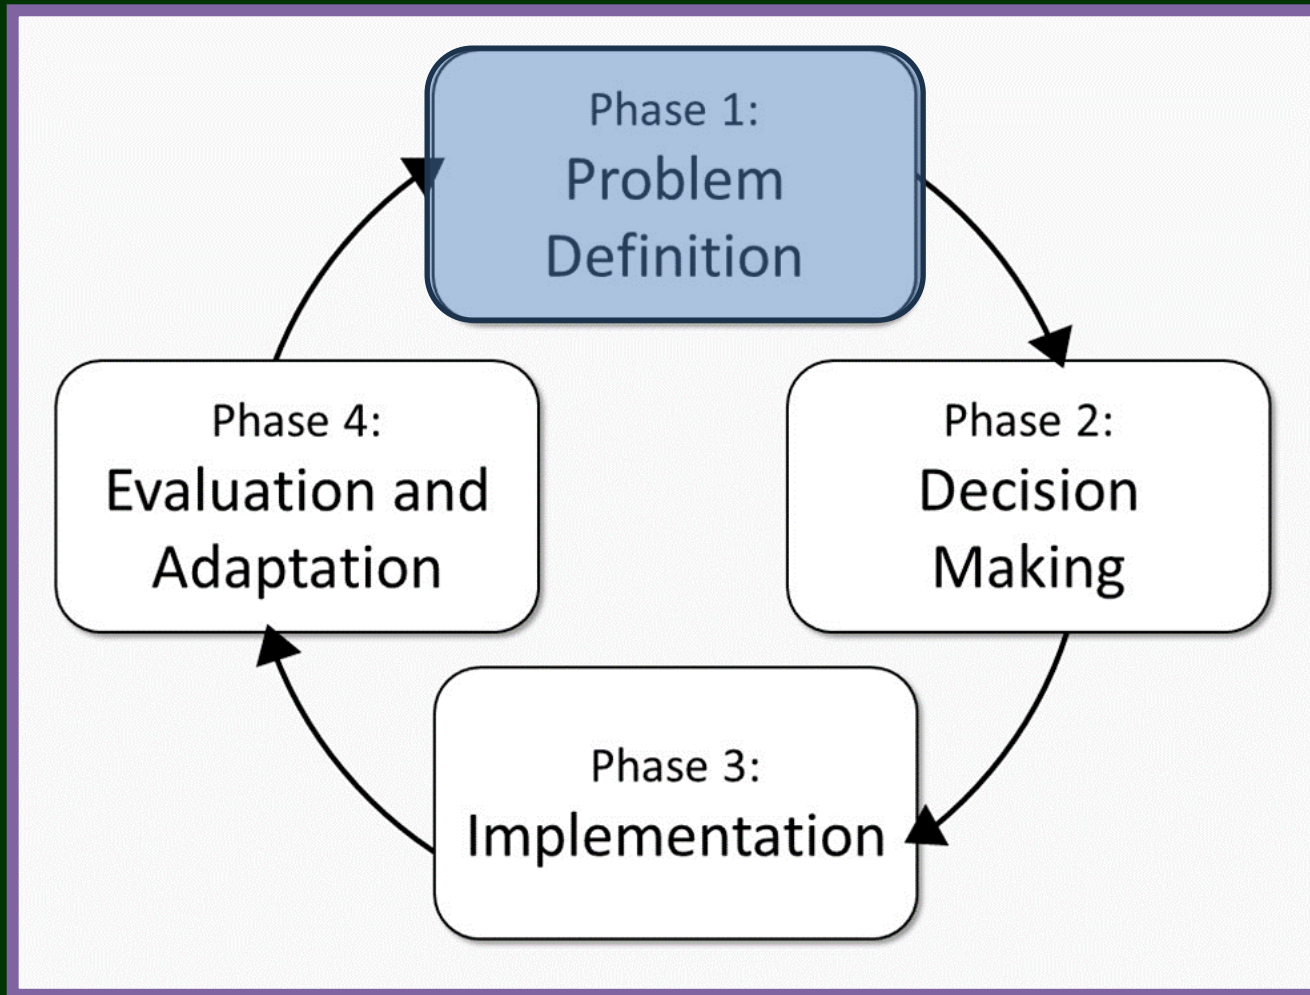 Phase 1:
Problem
Definition
Phase 2:
Decision
Making
Phase 3:
Implementation
Phase 4:
Evaluation and
Adaptation